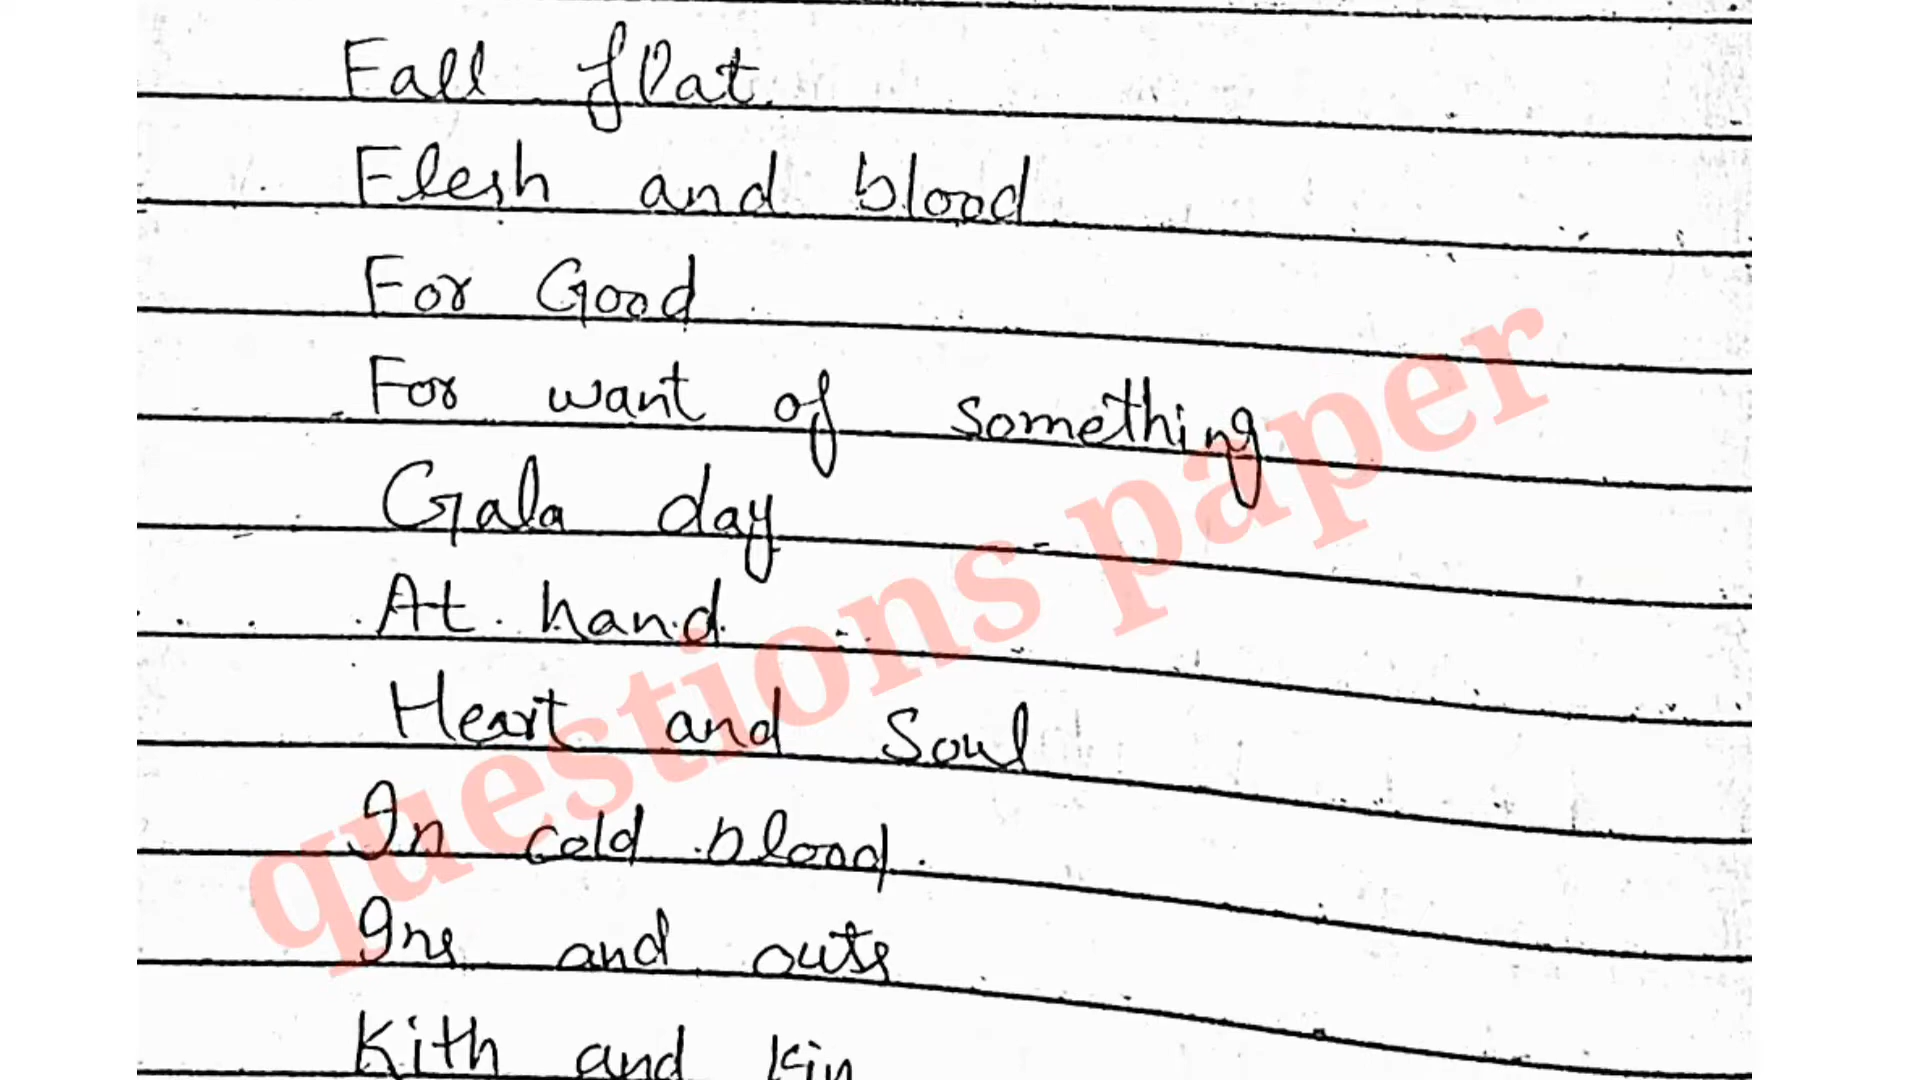 Fall flat.
Flesh and blood
For Good
For want of something
Gala day
At hand
Heart and Soul
In cold blood.
Ins and outs
Kith and kin
questions paper